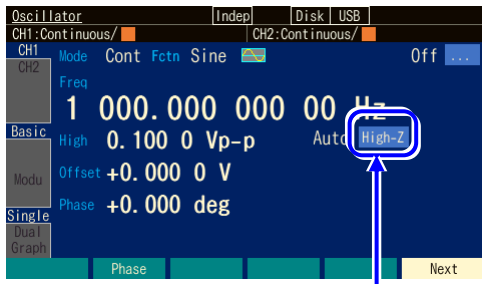 Oscillator Indep Disk USB
CH1:Continuous/ CH2:Continuous/
CH1 Mode Cont Fctn Sine Off ...
CH2
Freq
1 000.000 000 00 Hz
Basic High 0.100 0 Vp-p Auto High-Z
Modu Offset +0.000 0 V
Phase +0.000 deg
Single
Dual
Graph
Phase Next